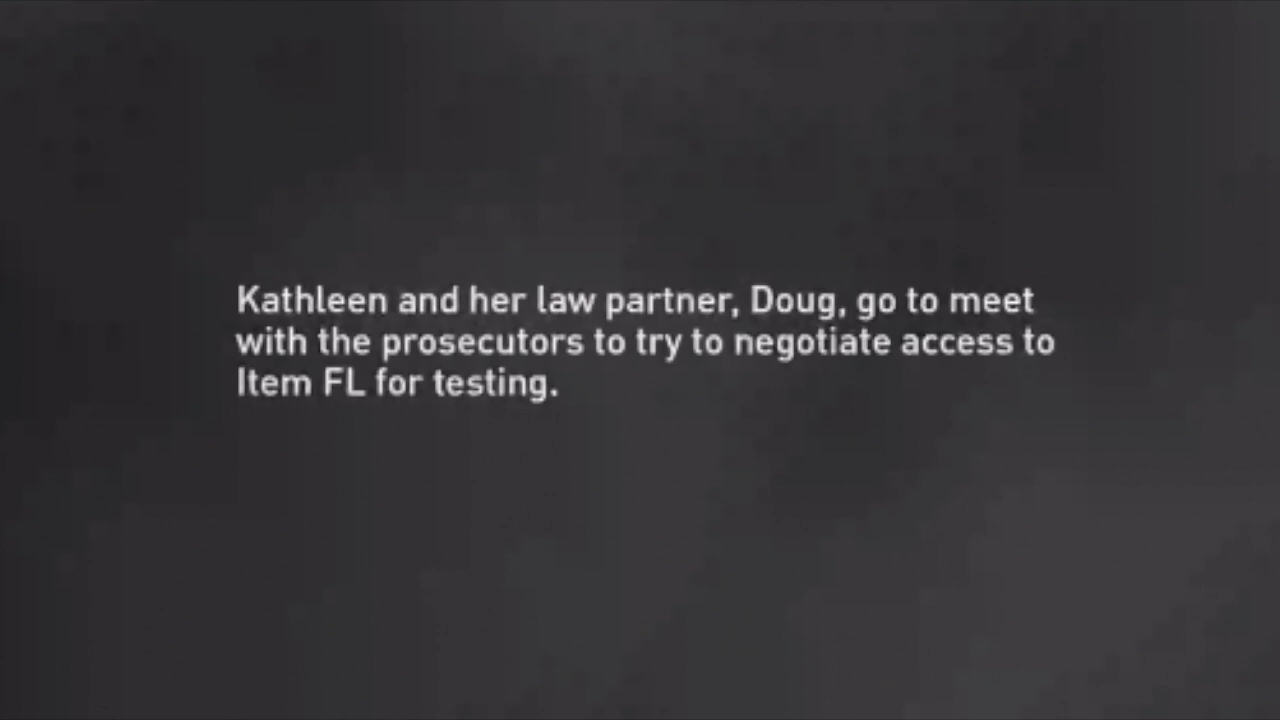 Kathleen and her law partner, Doug, go to meet
with the prosecutors to try to negotiate access to
Item FL for testing.